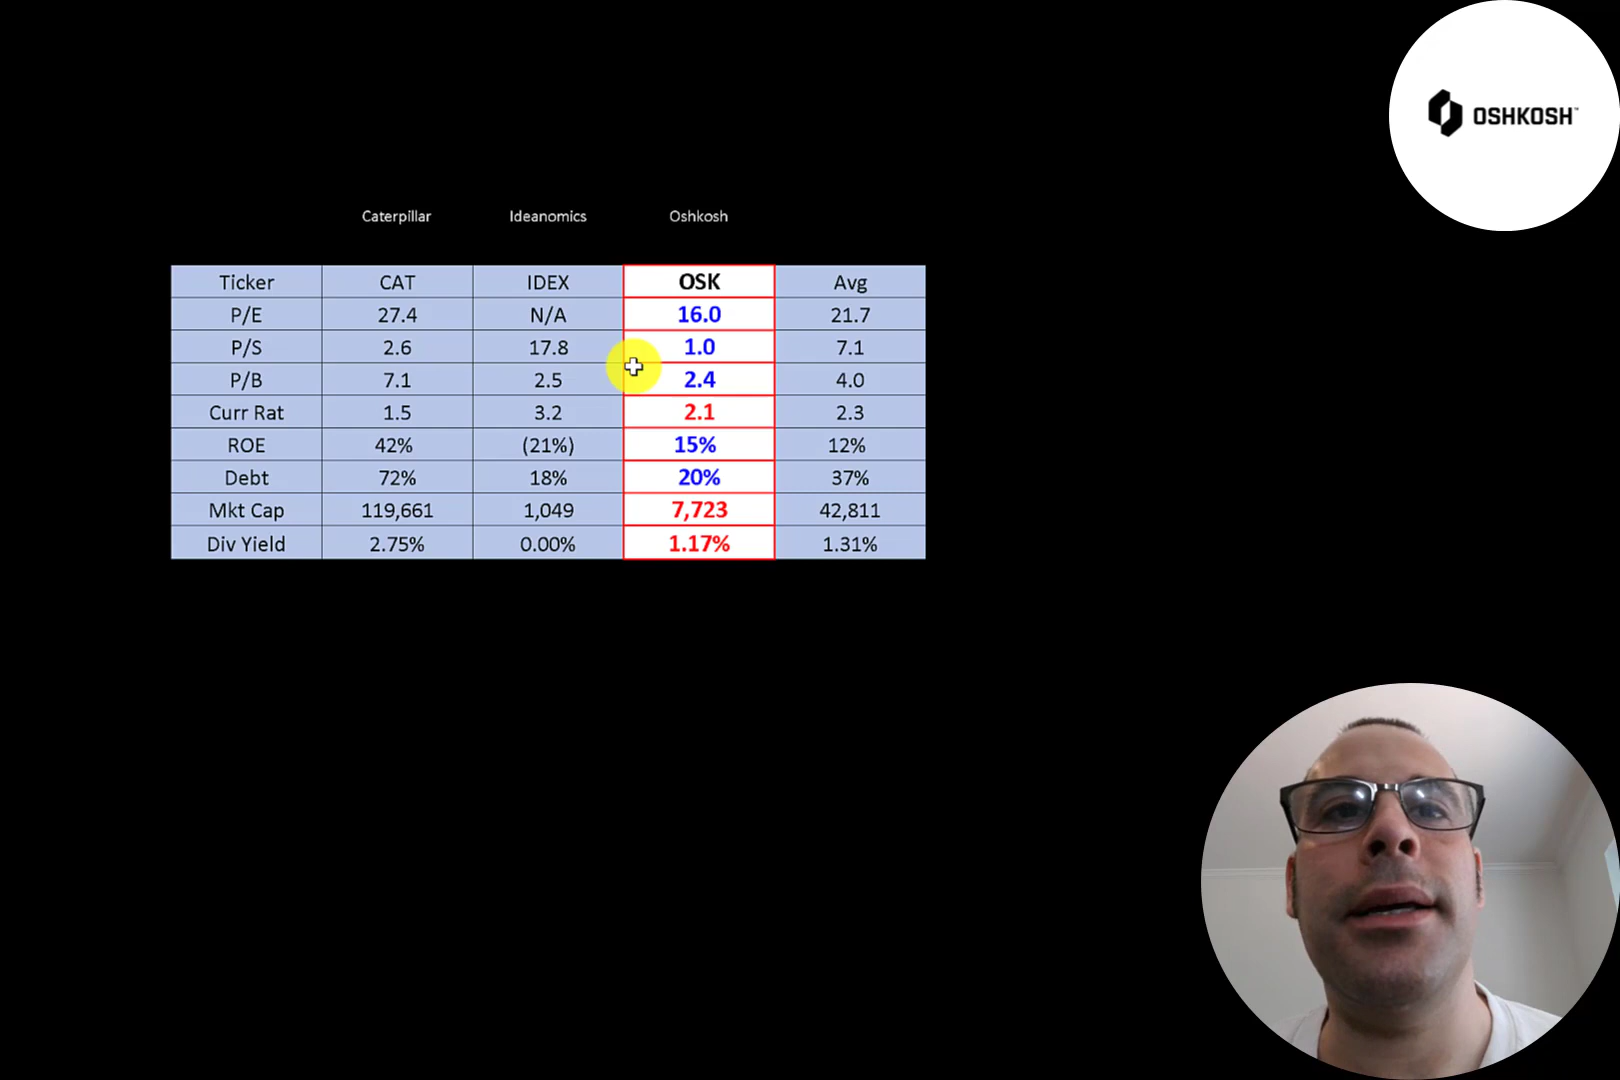 OSHKOSH™
Caterpillar Ideanomics Oshkosh
Ticker CAT IDEX OSK Avg
P/E 27.4 N/A 16.0 21.7
P/S 2.6 17.8 1.0 7.1
P/B 7.1 2.5 2.4 4.0
Curr Rat 1.5 3.2 2.1 2.3
ROE 42% (21%) 15% 12%
Debt 72% 18% 20% 37%
Mkt Cap 119,661 1,049 7,723 42,811
Div Yield 2.75% 0.00% 1.17% 1.31%